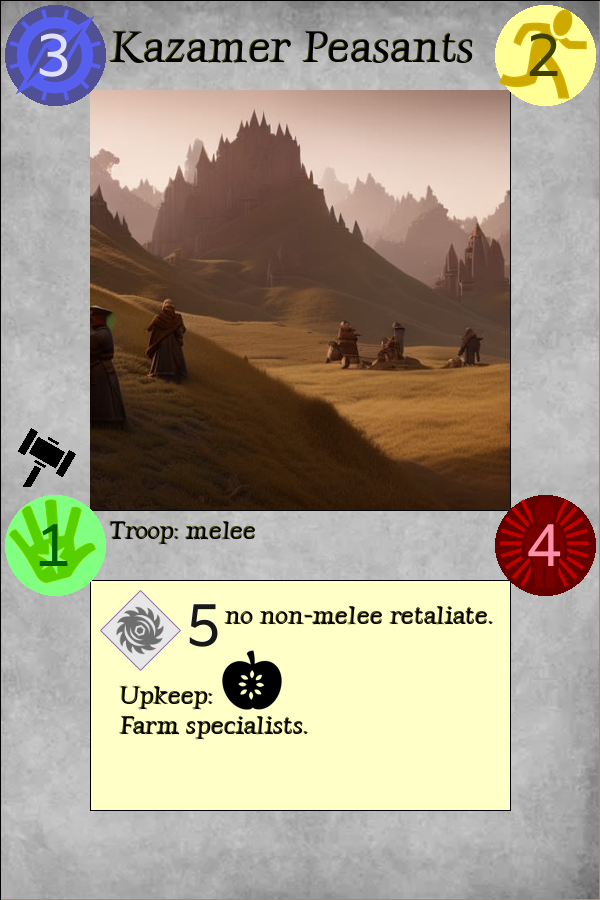 3 Kazamer Peasants 2
1 Troop: melee 4
5 no non-melee retaliate.
Upkeep:
Farm specialists.